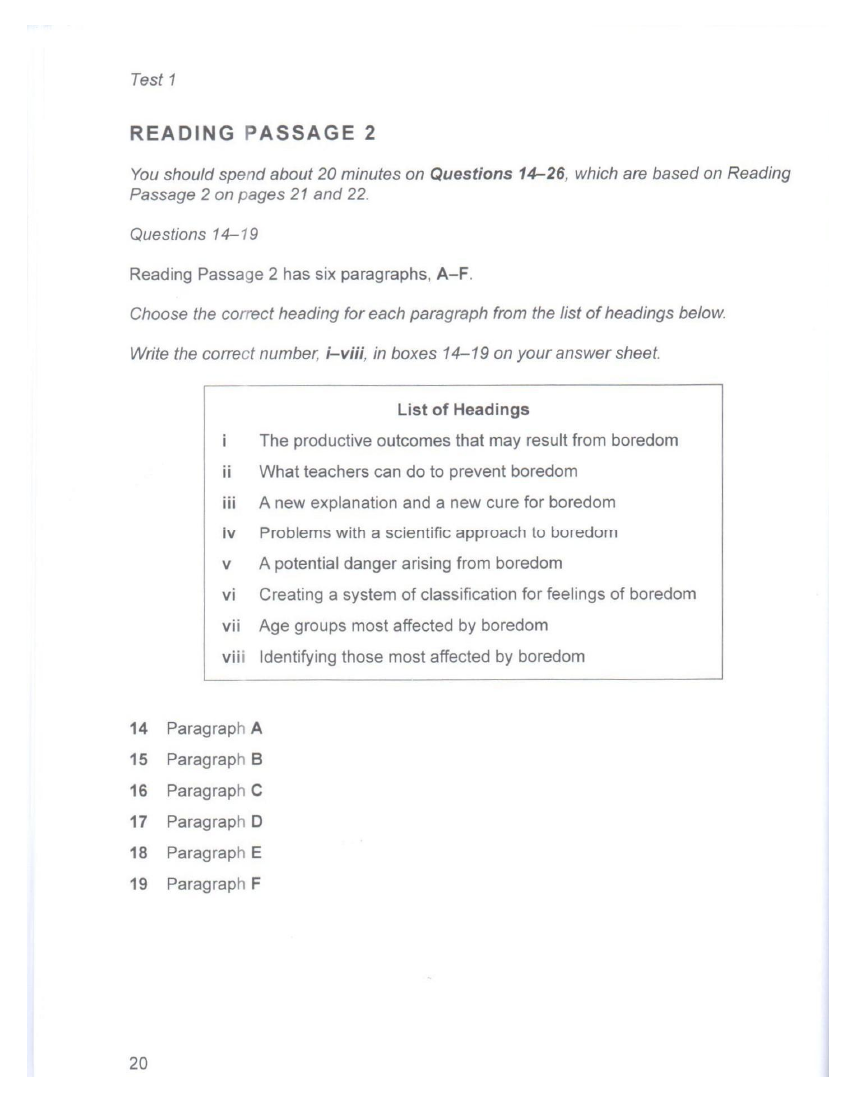 Test 1
READING PASSAGE 2
You should spend about 20 minutes on Questions 14–26, which are based on Reading
Passage 2 on pages 21 and 22.
Questions 14–19
Reading Passage 2 has six paragraphs, A–F.
Choose the correct heading for each paragraph from the list of headings below.
Write the correct number, i–viii, in boxes 14–19 on your answer sheet.
List of Headings
i The productive outcomes that may result from boredom
ii What teachers can do to prevent boredom
iii A new explanation and a new cure for boredom
iv Problems with a scientific approach to boredom
v A potential danger arising from boredom
vi Creating a system of classification for feelings of boredom
vii Age groups most affected by boredom
viii Identifying those most affected by boredom
14 Paragraph A
15 Paragraph B
16 Paragraph C
17 Paragraph D
18 Paragraph E
19 Paragraph F
20